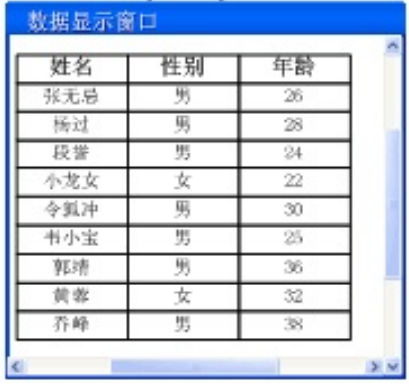 数据显示窗口
姓名 性别 年龄
张无忌 男 26
杨过 男 28
段誉 男 24
小龙女 女 22
令狐冲 男 30
韦小宝 男 25
郭靖 男 36
黄蓉 女 32
乔峰 男 38